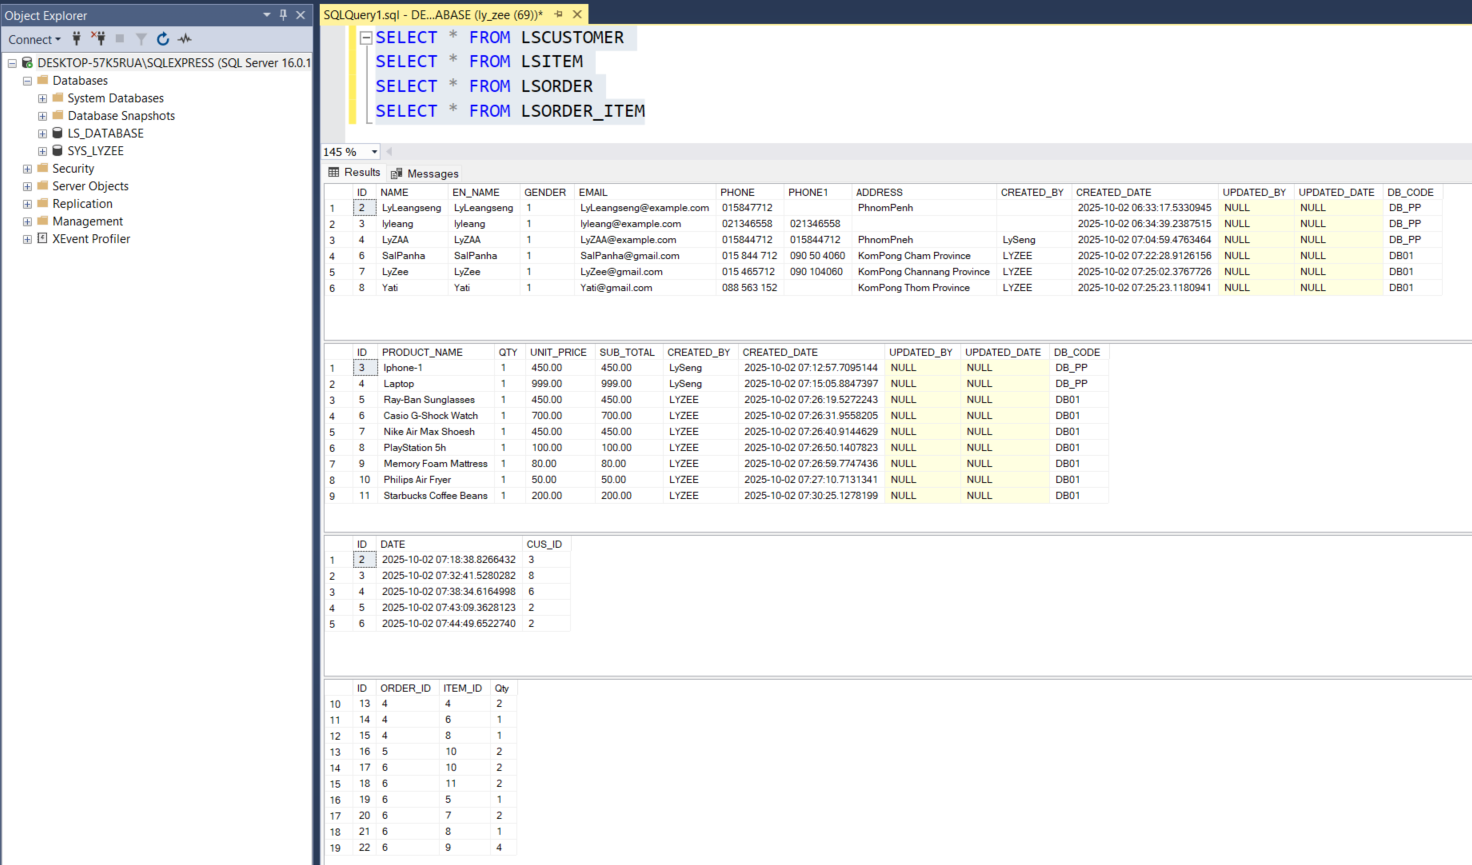 Object Explorer
Connect
DESKTOP-57K5RUA\SQLEXPRESS (SQL Server 16.0.1
Databases
System Databases
Database Snapshots
LS_DATABASE
SYS_LYZEE
Security
Server Objects
Replication
Management
XEvent Profiler
SQLQuery1.sql - DE...ABASE (ly_zee (69))*
SELECT * FROM LSCUSTOMER
SELECT * FROM LSITEM
SELECT * FROM LSORDER
SELECT * FROM LSORDER_ITEM
145 %
Results Messages
ID NAME EN_NAME GENDER EMAIL PHONE PHONE1 ADDRESS CREATED_BY CREATED_DATE UPDATED_BY UPDATED_DATE DB_CODE
1 2 LyLeangseng LyLeangseng 1 LyLeangseng@example.com 015847712 PhnomPenh 2025-10-02 06:33:17.5330945 NULL NULL DB_PP
2 3 lyleang lyleang 1 lyleang@example.com 021346558 021346558 2025-10-02 06:34:39.2387515 NULL NULL DB_PP
3 4 LyZAA LyZAA 1 LyZAA@example.com 015844712 015844712 PhnomPneh LySeng 2025-10-02 07:04:59.4763464 NULL NULL DB_PP
4 6 SalPanha SalPanha 1 SalPanha@gmail.com 015 844 712 090 50 4060 KomPong Cham Province LYZEE 2025-10-02 07:22:28.9126156 NULL NULL DB01
5 7 LyZee LyZee 1 LyZee@gmail.com 015 465712 090 104060 KomPong Channang Province LYZEE 2025-10-02 07:25:02.3767726 NULL NULL DB01
6 8 Yati Yati 1 Yati@gmail.com 088 563 152 KomPong Thom Province LYZEE 2025-10-02 07:25:23.1180941 NULL NULL DB01
ID PRODUCT_NAME QTY UNIT_PRICE SUB_TOTAL CREATED_BY CREATED_DATE UPDATED_BY UPDATED_DATE DB_CODE
1 3 Iphone-1 1 450.00 450.00 LySeng 2025-10-02 07:12:57.7095144 NULL NULL DB_PP
2 4 Laptop 1 999.00 999.00 LySeng 2025-10-02 07:15:05.8847397 NULL NULL DB_PP
3 5 Ray-Ban Sunglasses 1 450.00 450.00 LYZEE 2025-10-02 07:26:19.5272243 NULL NULL DB01
4 6 Casio G-Shock Watch 1 700.00 700.00 LYZEE 2025-10-02 07:26:31.9558205 NULL NULL DB01
5 7 Nike Air Max Shoesh 1 450.00 450.00 LYZEE 2025-10-02 07:26:40.9144629 NULL NULL DB01
6 8 PlayStation 5h 1 100.00 100.00 LYZEE 2025-10-02 07:26:50.1407823 NULL NULL DB01
7 9 Memory Foam Mattress 1 80.00 80.00 LYZEE 2025-10-02 07:26:59.7747436 NULL NULL DB01
8 10 Philips Air Fryer 1 50.00 50.00 LYZEE 2025-10-02 07:27:10.7131341 NULL NULL DB01
9 11 Starbucks Coffee Beans 1 200.00 200.00 LYZEE 2025-10-02 07:30:25.1278199 NULL NULL DB01
ID DATE CUS_ID
1 2 2025-10-02 07:18:38.8266432 3
2 3 2025-10-02 07:32:41.5280282 8
3 4 2025-10-02 07:38:34.6164998 6
4 5 2025-10-02 07:43:09.3628123 2
5 6 2025-10-02 07:44:49.6522740 2
ID ORDER_ID ITEM_ID Qty
10 13 4 4 2
11 14 4 6 1
12 15 4 8 1
13 16 5 10 2
14 17 6 10 2
15 18 6 11 2
16 19 6 5 1
17 20 6 7 2
18 21 6 8 1
19 22 6 9 4